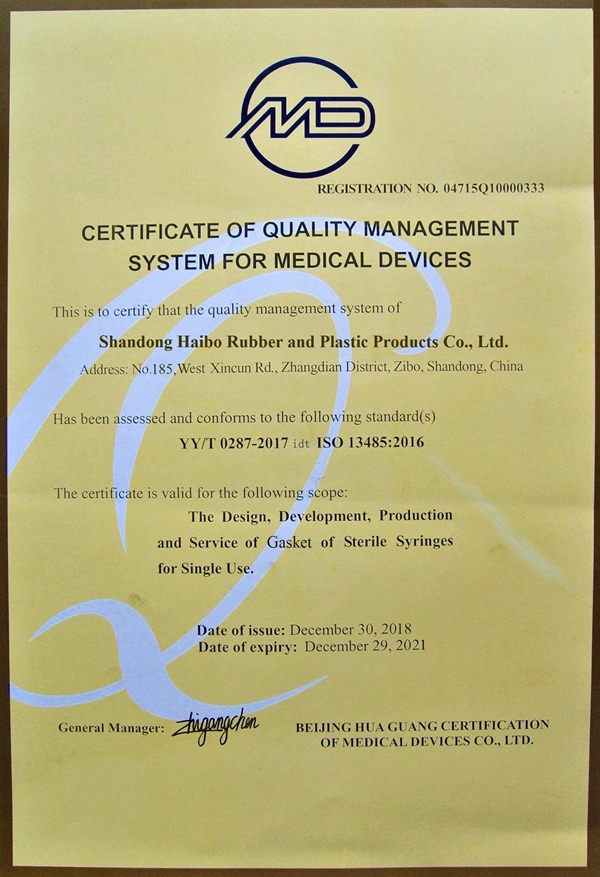 MD
REGISTRATION NO. 04715Q10000333
CERTIFICATE OF QUALITY MANAGEMENT
SYSTEM FOR MEDICAL DEVICES
This is to certify that the quality management system of
Shandong Haibo Rubber and Plastic Products Co., Ltd.
Address: No.185,West Xincun Rd., Zhangdian District, Zibo, Shandong, China
Has been assessed and conforms to the following standard(s)
YY/T 0287-2017 idt ISO 13485:2016
The certificate is valid for the following scope:
The Design, Development, Production
and Service of Gasket of Sterile Syringes
for Single Use.
Date of issue: December 30, 2018
Date of expiry: December 29, 2021
General Manager: zhigangchen
BEIJING HUA GUANG CERTIFICATION
OF MEDICAL DEVICES CO., LTD.